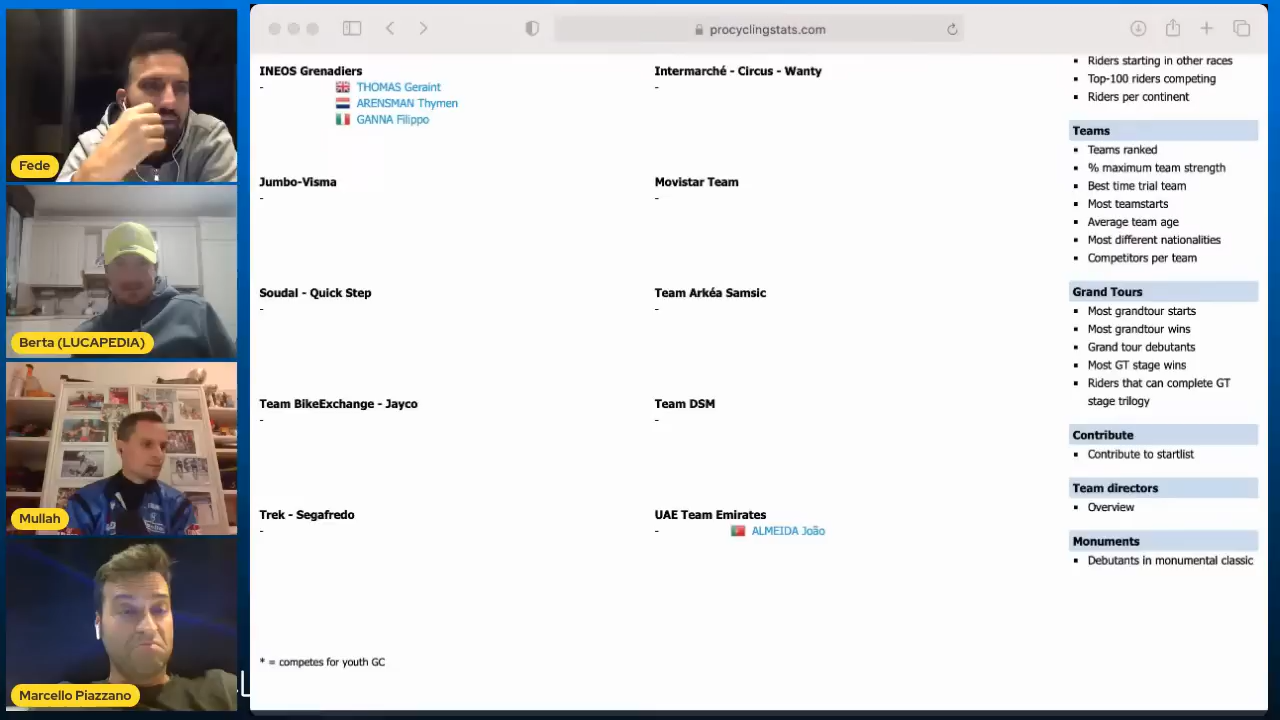 procyclingstats.com
INEOS Grenadiers
-
THOMAS Geraint
ARENSMAN Thymen
GANNA Filippo
Intermarché - Circus - Wanty
-
Jumbo-Visma
-
Movistar Team
-
Soudal - Quick Step
-
Team Arkéa Samsic
-
Team BikeExchange - Jayco
-
Team DSM
-
Trek - Segafredo
-
UAE Team Emirates
-
ALMEIDA João
* = competes for youth GC
Riders starting in other races
Top-100 riders competing
Riders per continent
Teams
Teams ranked
% maximum team strength
Best time trial team
Most teamstarts
Average team age
Most different nationalities
Competitors per team
Grand Tours
Most grandtour starts
Most grandtour wins
Grand tour debutants
Most GT stage wins
Riders that can complete GT
stage trilogy
Contribute
Contribute to startlist
Team directors
Overview
Monuments
Debutants in monumental classic
Fede
Berta (LUCAPEDIA)
Mullah
Marcello Piazzano